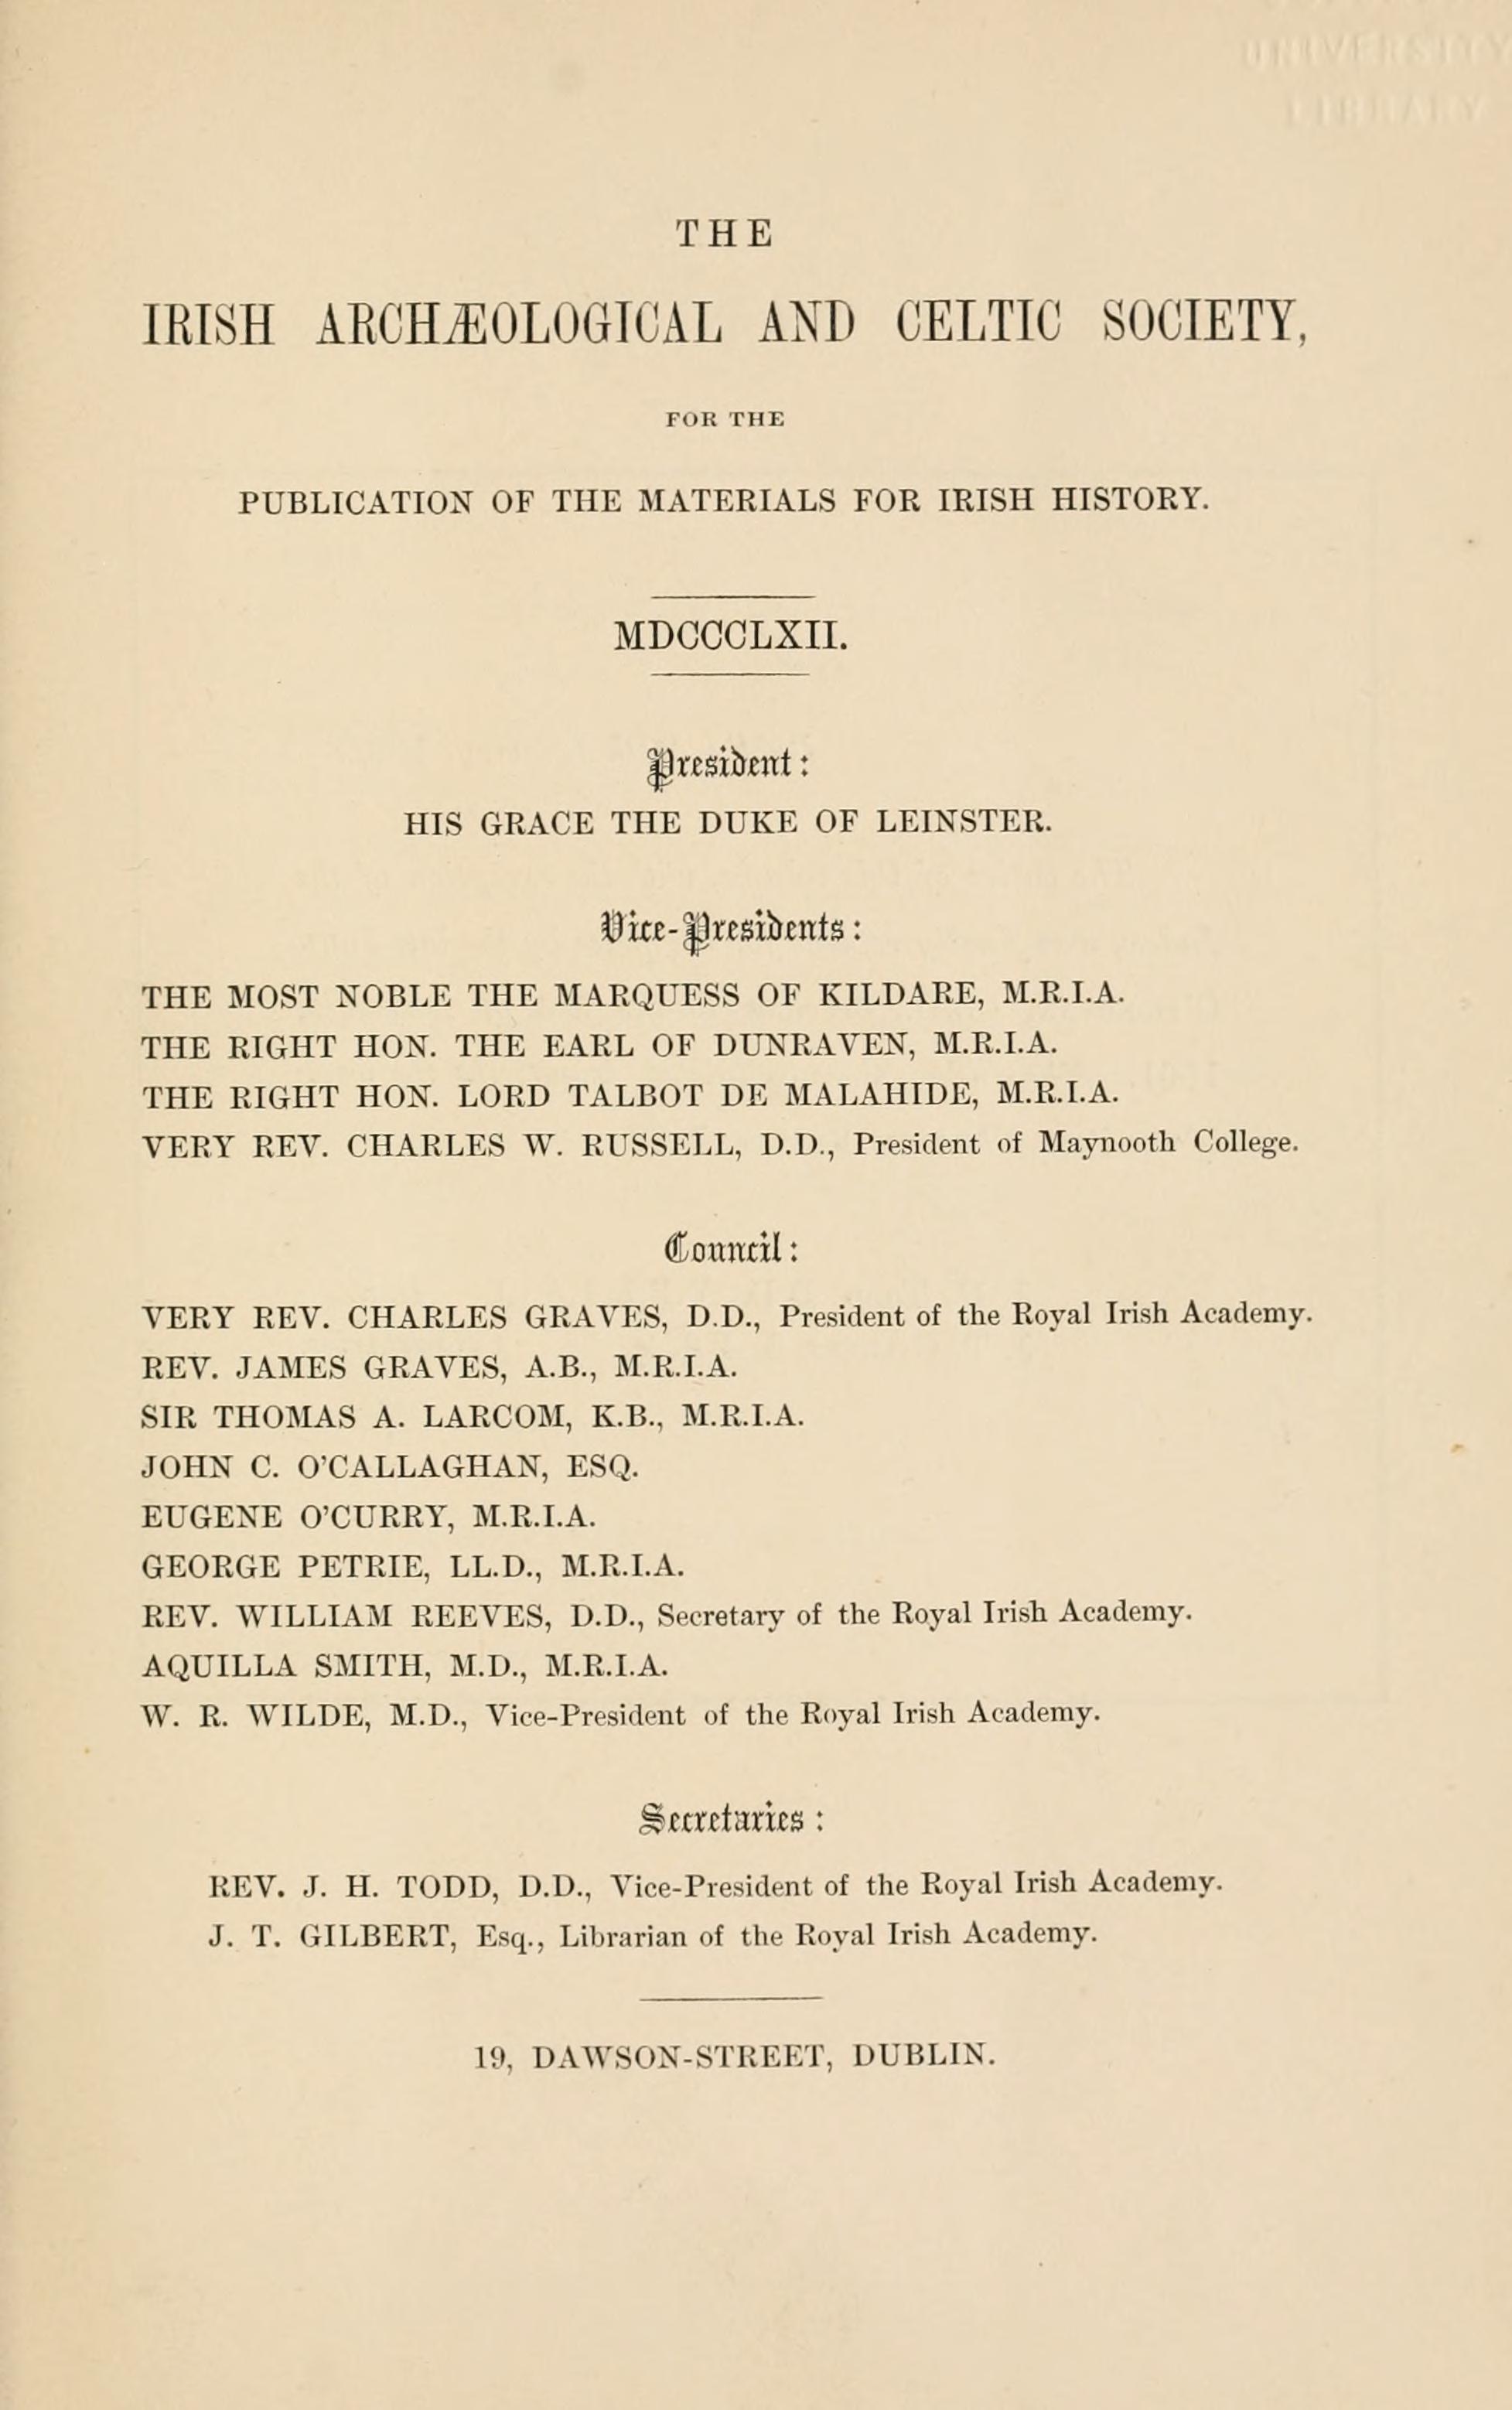 UNIVERSITY
LIBRARY
THE
IRISH ARCHÆOLOGICAL AND CELTIC SOCIETY,
FOR THE
PUBLICATION OF THE MATERIALS FOR IRISH HISTORY.
MDCCCLXII.
President:
HIS GRACE THE DUKE OF LEINSTER.
Vice-Presidents:
THE MOST NOBLE THE MARQUESS OF KILDARE, M.R.I.A.
THE RIGHT HON. THE EARL OF DUNRAVEN, M.R.I.A.
THE RIGHT HON. LORD TALBOT DE MALAHIDE, M.R.I.A.
VERY REV. CHARLES W. RUSSELL, D.D., President of Maynooth College.
Council:
VERY REV. CHARLES GRAVES, D.D., President of the Royal Irish Academy.
REV. JAMES GRAVES, A.B., M.R.I.A.
SIR THOMAS A. LARCOM, K.B., M.R.I.A.
JOHN C. O'CALLAGHAN, ESQ.
EUGENE O'CURRY, M.R.I.A.
GEORGE PETRIE, LL.D., M.R.I.A.
REV. WILLIAM REEVES, D.D., Secretary of the Royal Irish Academy.
AQUILLA SMITH, M.D., M.R.I.A.
W. R. WILDE, M.D., Vice-President of the Royal Irish Academy.
Secretaries:
REV. J. H. TODD, D.D., Vice-President of the Royal Irish Academy.
J. T. GILBERT, Esq., Librarian of the Royal Irish Academy.
19, DAWSON-STREET, DUBLIN.